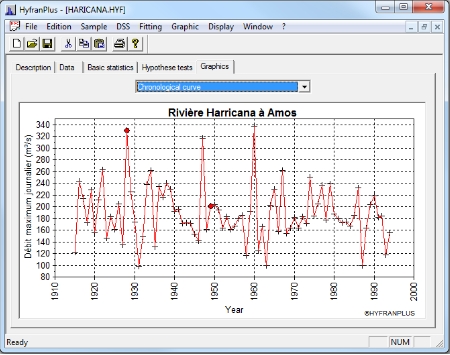 HyfranPlus - [HARICANA.HYF]
File Edition Sample DSS Fitting Graphic Display Window ?
Description Data Basic statistics Hypothese tests Graphics
Chronological curve
Rivière Harricana à Amos
Débit maximum journalier (m³/s)
340
320
300
280
260
240
220
200
180
160
140
120
100
80
1910 1920 1930 1940 1950 1960 1970 1980 1990 2000
Year
©HYFRANPLUS
Ready NUM